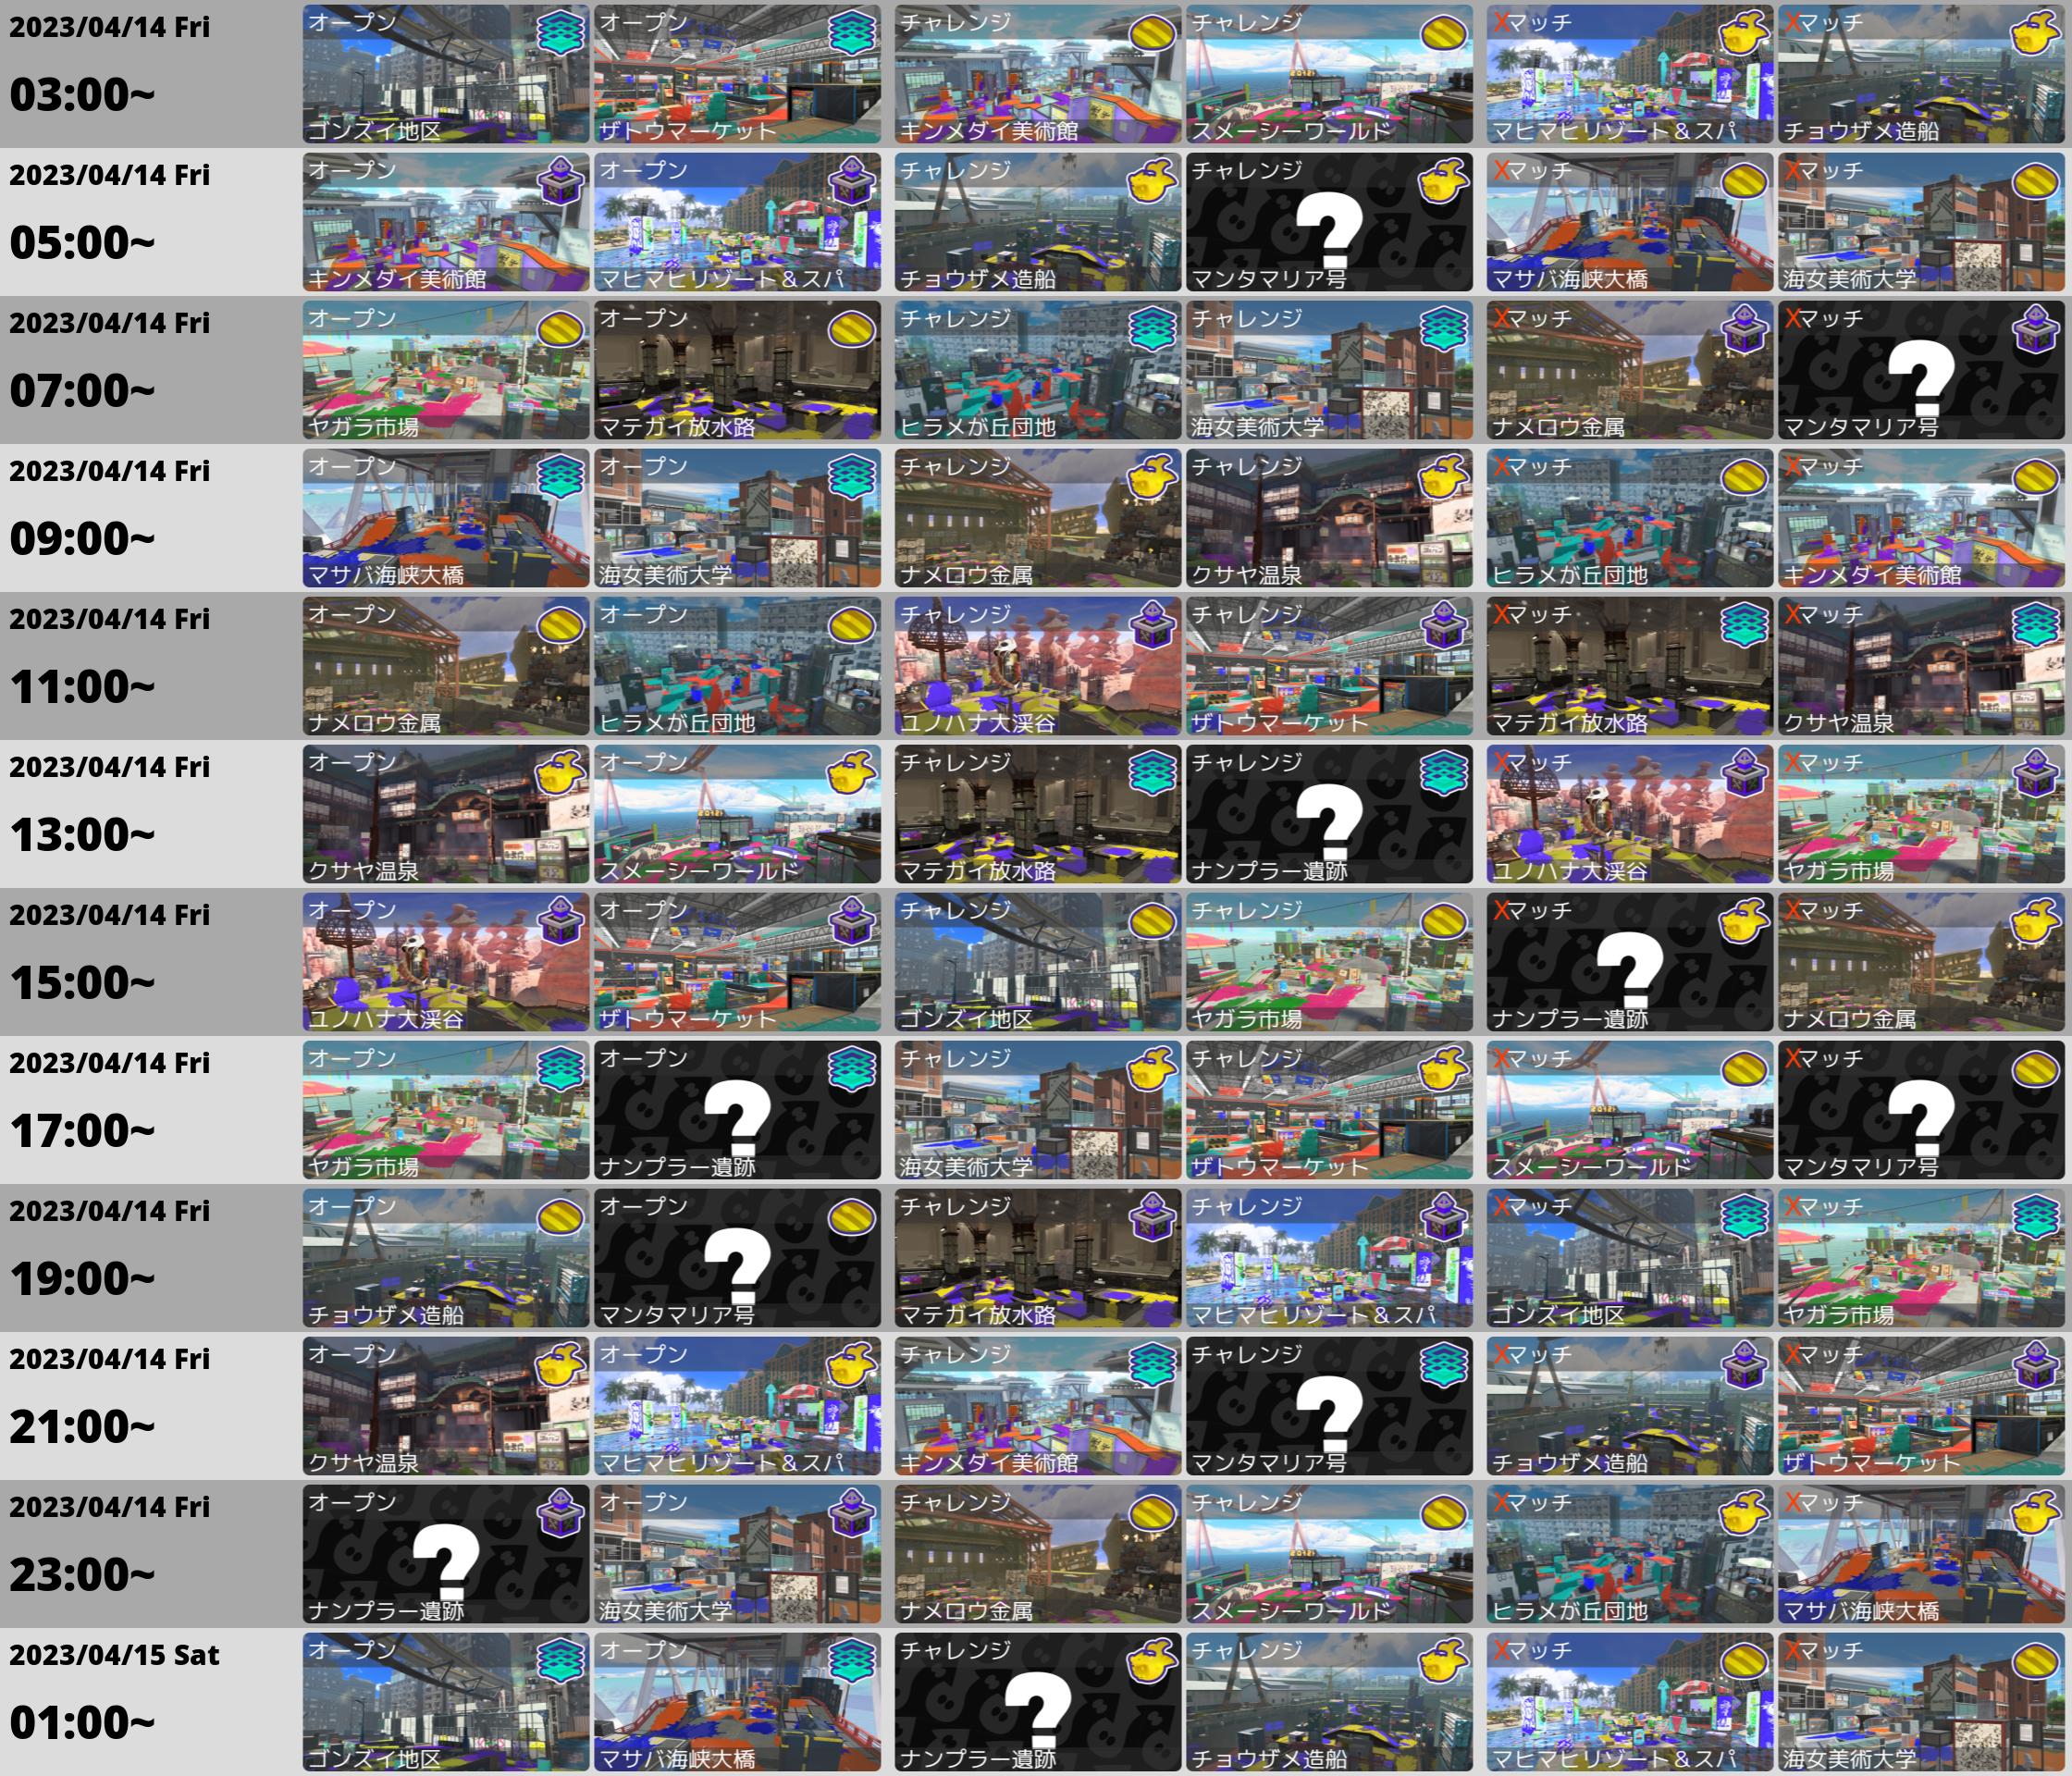 2023/04/14 Fri
03:00~
オープン オープン チャレンジ チャレンジ Xマッチ Xマッチ
ゴンズイ地区 ザトウマーケット キンメダイ美術館 スメーシーワールド マヒマヒリゾート＆スパ チョウザメ造船
2023/04/14 Fri
05:00~
オープン オープン チャレンジ チャレンジ Xマッチ Xマッチ
キンメダイ美術館 マヒマヒリゾート＆スパ チョウザメ造船 マンタマリア号 マサバ海峡大橋 海女美術大学
2023/04/14 Fri
07:00~
オープン オープン チャレンジ チャレンジ Xマッチ Xマッチ
ヤガラ市場 マテガイ放水路 ヒラメが丘団地 海女美術大学 ナメロウ金属 マンタマリア号
2023/04/14 Fri
09:00~
オープン オープン チャレンジ チャレンジ Xマッチ Xマッチ
マサバ海峡大橋 海女美術大学 ナメロウ金属 クサヤ温泉 ヒラメが丘団地 キンメダイ美術館
2023/04/14 Fri
11:00~
オープン オープン チャレンジ チャレンジ Xマッチ Xマッチ
ナメロウ金属 ヒラメが丘団地 ユノハナ大渓谷 ザトウマーケット マテガイ放水路 クサヤ温泉
2023/04/14 Fri
13:00~
オープン オープン チャレンジ チャレンジ Xマッチ Xマッチ
クサヤ温泉 スメーシーワールド マテガイ放水路 ナンプラー遺跡 ユノハナ大渓谷 ヤガラ市場
2023/04/14 Fri
15:00~
オープン オープン チャレンジ チャレンジ Xマッチ Xマッチ
ユノハナ大渓谷 ザトウマーケット ゴンズイ地区 ヤガラ市場 ナンプラー遺跡 ナメロウ金属
2023/04/14 Fri
17:00~
オープン オープン チャレンジ チャレンジ Xマッチ Xマッチ
ヤガラ市場 ナンプラー遺跡 海女美術大学 ザトウマーケット スメーシーワールド マンタマリア号
2023/04/14 Fri
19:00~
オープン オープン チャレンジ チャレンジ Xマッチ Xマッチ
チョウザメ造船 マンタマリア号 マテガイ放水路 マヒマヒリゾート＆スパ ゴンズイ地区 ヤガラ市場
2023/04/14 Fri
21:00~
オープン オープン チャレンジ チャレンジ Xマッチ Xマッチ
クサヤ温泉 マヒマヒリゾート＆スパ キンメダイ美術館 マンタマリア号 チョウザメ造船 ザトウマーケット
2023/04/14 Fri
23:00~
オープン オープン チャレンジ チャレンジ Xマッチ Xマッチ
ナンプラー遺跡 海女美術大学 ナメロウ金属 スメーシーワールド ヒラメが丘団地 マサバ海峡大橋
2023/04/15 Sat
01:00~
オープン オープン チャレンジ チャレンジ Xマッチ Xマッチ
ゴンズイ地区 マサバ海峡大橋 ナンプラー遺跡 チョウザメ造船 マヒマヒリゾート＆スパ 海女美術大学